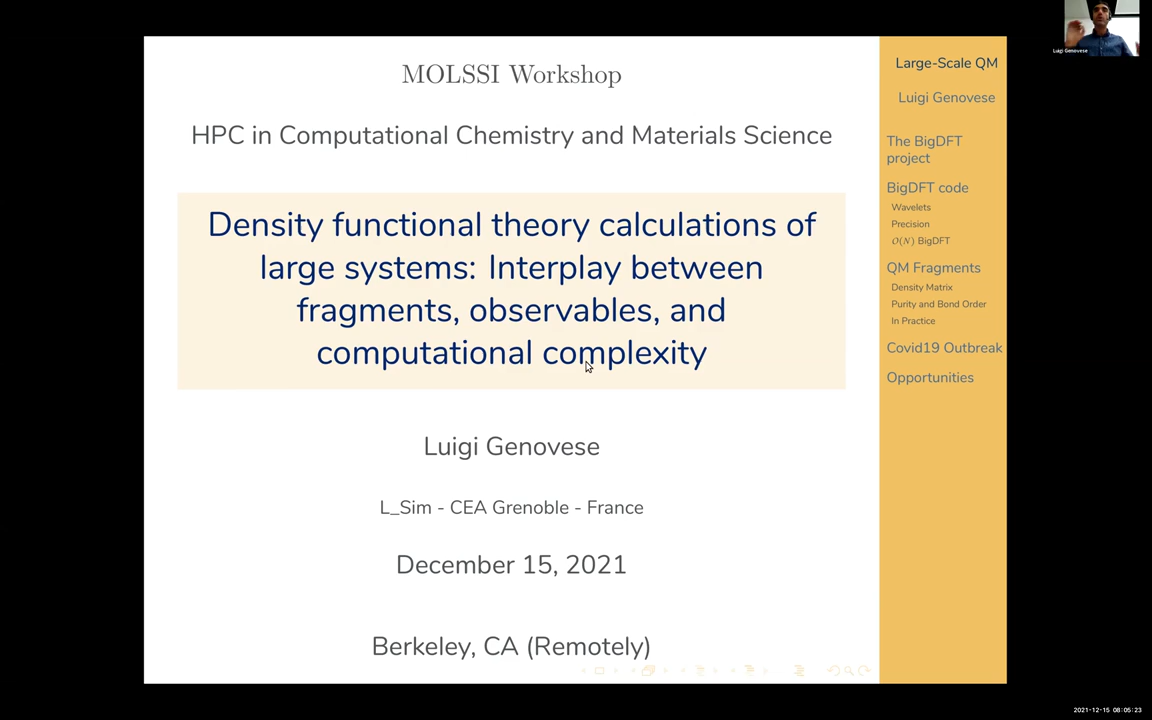 MOLSSI Workshop
HPC in Computational Chemistry and Materials Science
Density functional theory calculations of
large systems: Interplay between
fragments, observables, and
computational complexity
Luigi Genovese
L_Sim - CEA Grenoble - France
December 15, 2021
Berkeley, CA (Remotely)
Large-Scale QM
Luigi Genovese
The BigDFT
project
BigDFT code
Wavelets
Precision
O(N) BigDFT
QM Fragments
Density Matrix
Purity and Bond Order
In Practice
Covid19 Outbreak
Opportunities
Luigi Genovese
2021-12-15 08:05:23